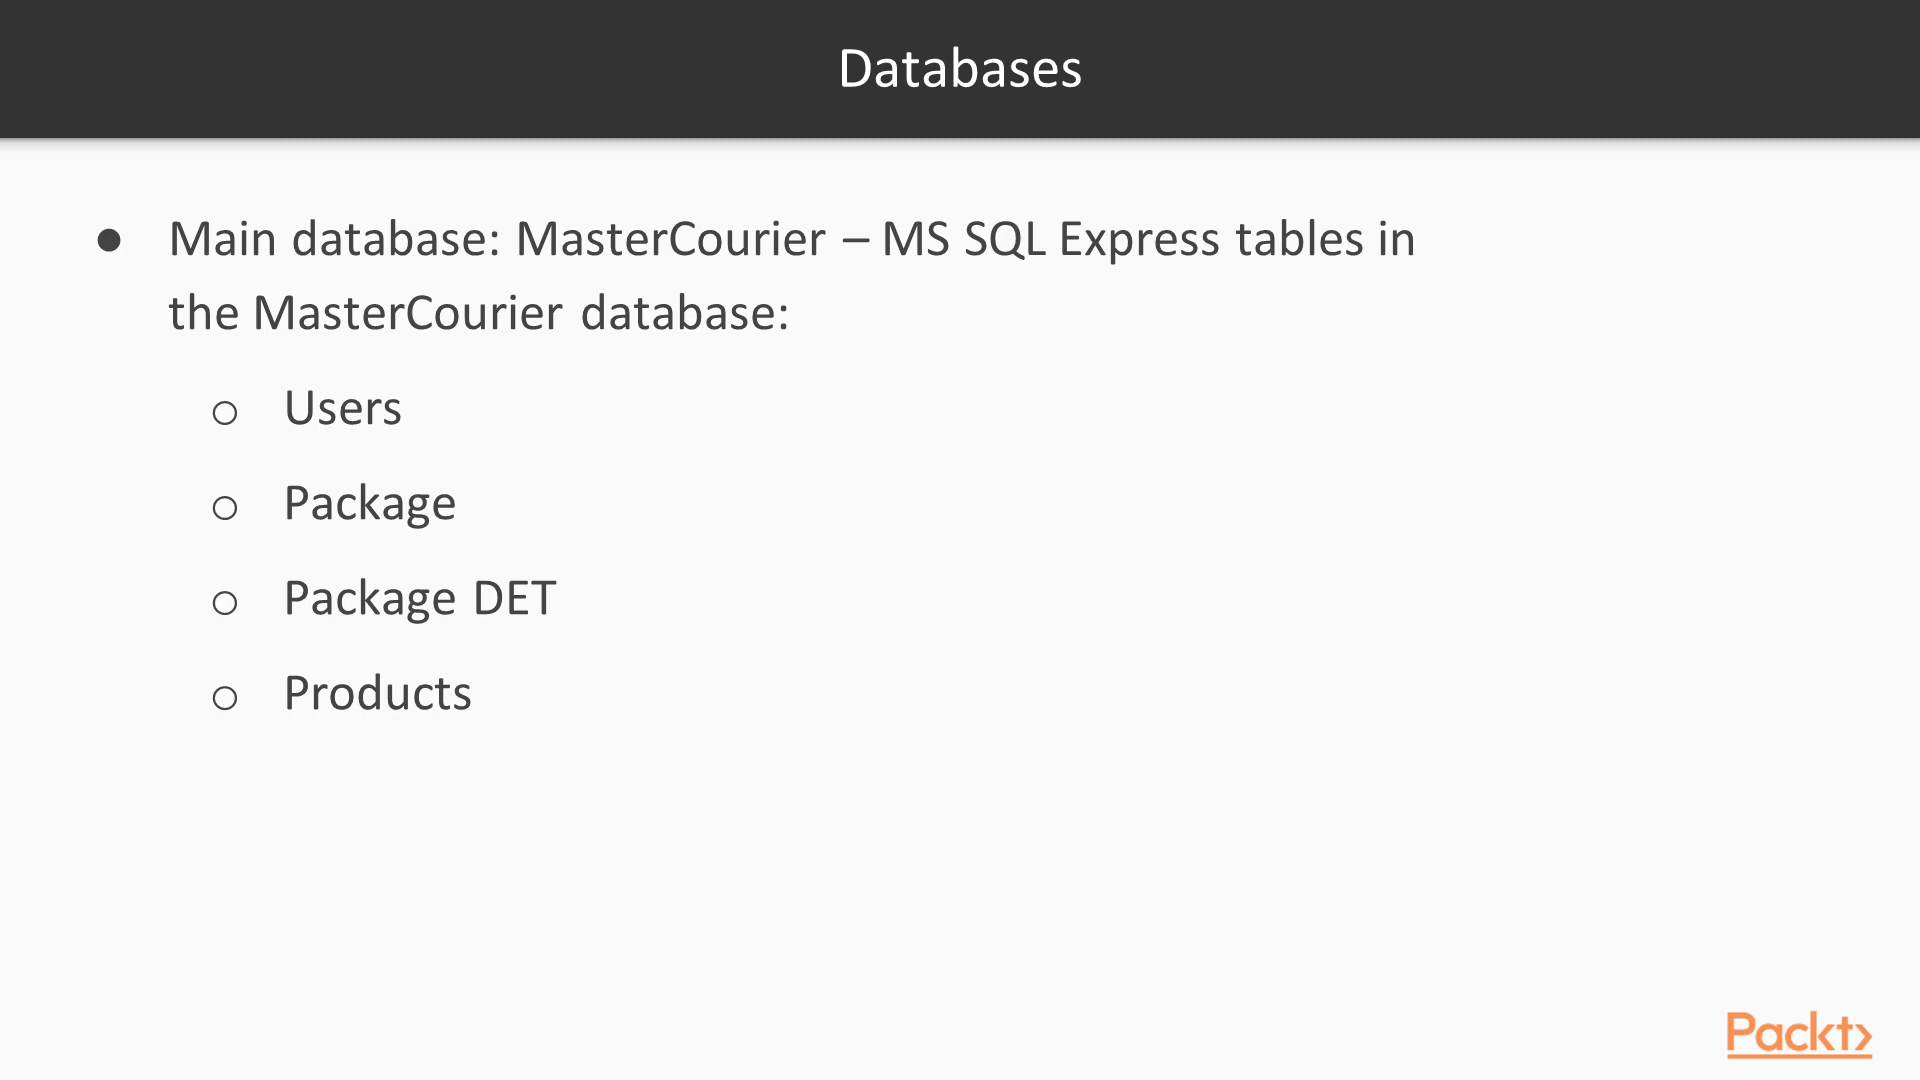 Databases
● Main database: MasterCourier – MS SQL Express tables in
the MasterCourier database:
○ Users
○ Package
○ Package DET
○ Products
Packt>